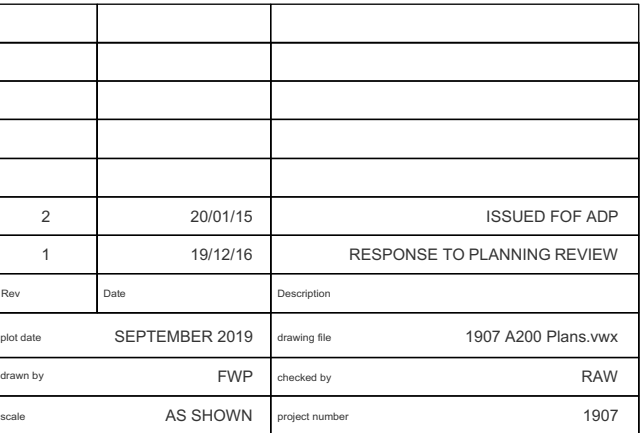 2 20/01/15 ISSUED FOF ADP
1 19/12/16 RESPONSE TO PLANNING REVIEW
Rev Date Description
plot date SEPTEMBER 2019 drawing file 1907 A200 Plans.vwx
drawn by FWP checked by RAW
scale AS SHOWN project number 1907